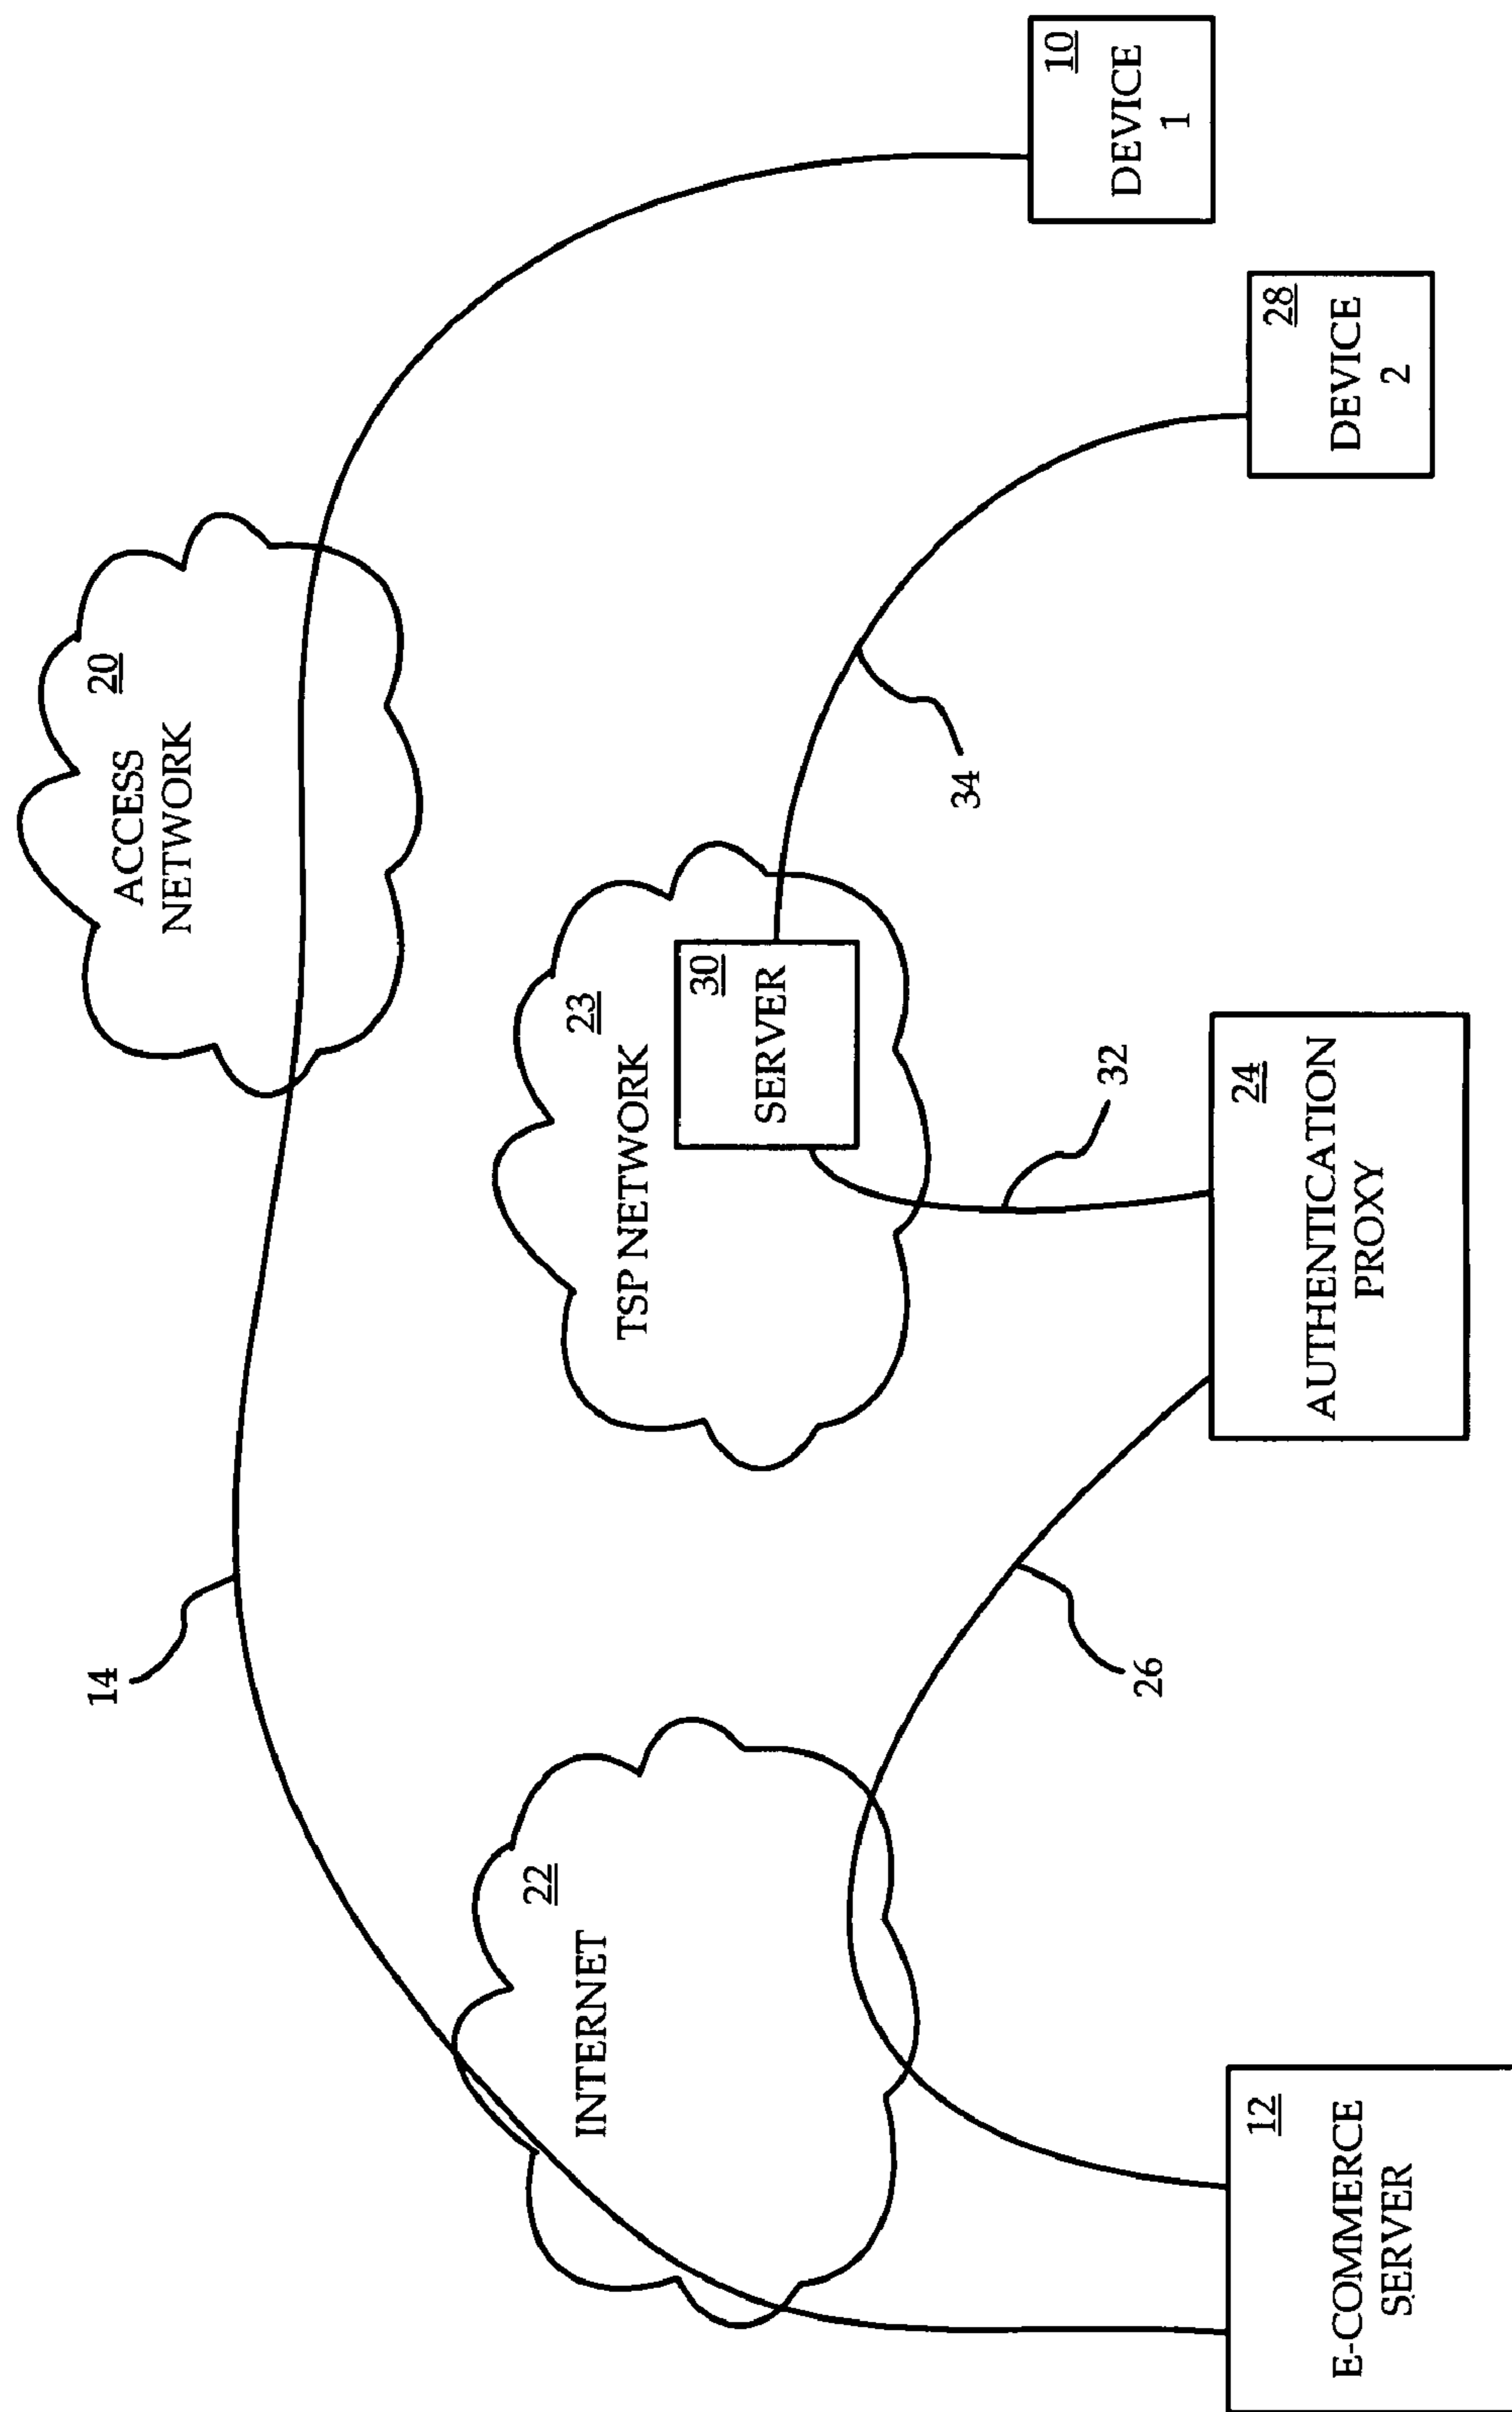 14
ACCESS
NETWORK
20
INTERNET
22
TSP NETWORK
23
SERVER
30
34
32
26
E-COMMERCE
SERVER
12
AUTHENTICATION
PROXY
24
DEVICE
2
28
DEVICE
1
10